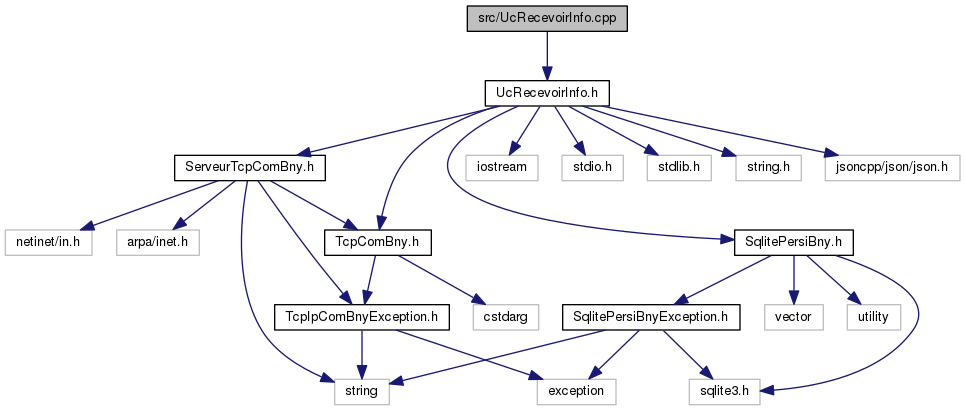 src/UcRecevoirInfo.cpp
UcRecevoirInfo.h
ServeurTcpComBny.h
iostream
stdio.h
stdlib.h
string.h
jsoncpp/json/json.h
netinet/in.h
arpa/inet.h
TcpComBny.h
SqlitePersiBny.h
TcpIpComBnyException.h
cstdarg
SqlitePersiBnyException.h
vector
utility
string
exception
sqlite3.h